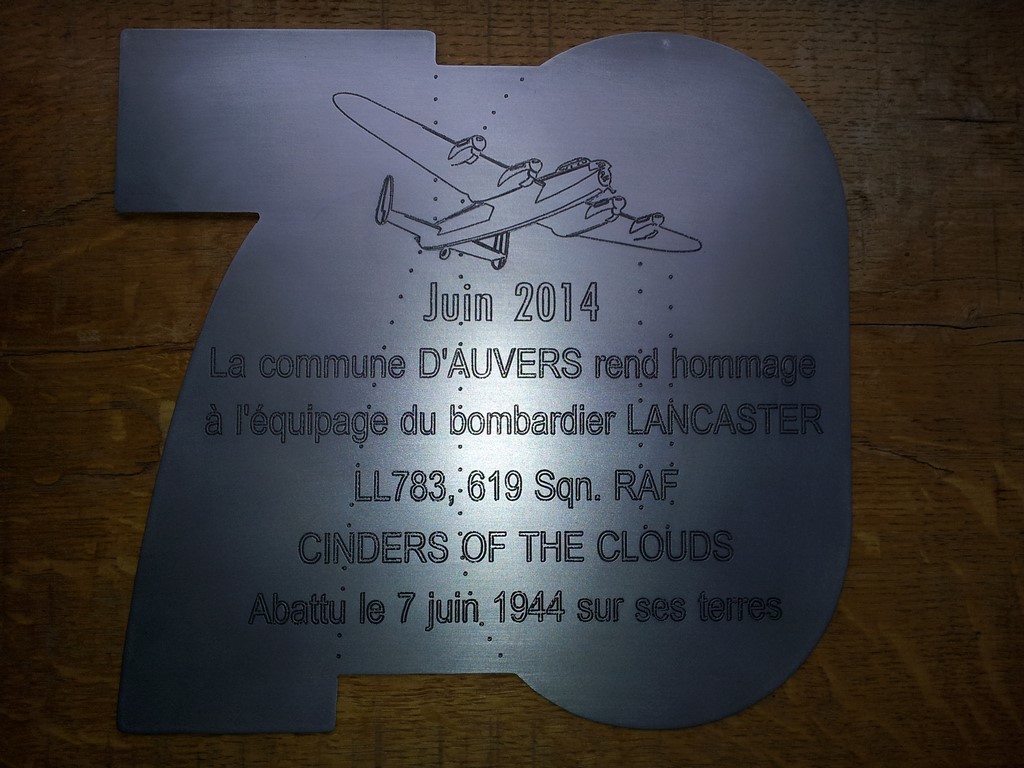 Juin 2014
La commune D'AUVERS rend hommage
à l'équipage du bombardier LANCASTER
LL783, 619 Sqn. RAF
CINDERS OF THE CLOUDS
Abattu le 7 juin 1944 sur ses terres